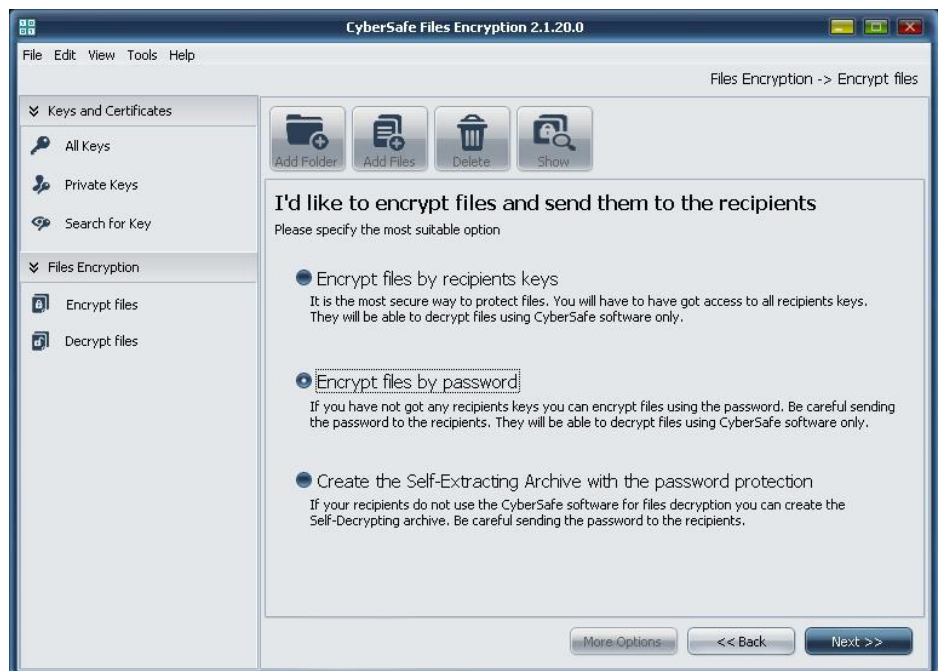 CyberSafe Files Encryption 2.1.20.0
File Edit View Tools Help
Files Encryption -> Encrypt files
Keys and Certificates
All Keys
Private Keys
Search for Key
Files Encryption
Encrypt files
Decrypt files
Add Folder
Add Files
Delete
Show
I'd like to encrypt files and send them to the recipients
Please specify the most suitable option
Encrypt files by recipients keys
It is the most secure way to protect files. You will have to have got access to all recipients keys.
They will be able to decrypt files using CyberSafe software only.
Encrypt files by password
If you have not got any recipients keys you can encrypt files using the password. Be careful sending
the password to the recipients. They will be able to decrypt files using CyberSafe software only.
Create the Self-Extracting Archive with the password protection
If your recipients do not use the CyberSafe software for files decryption you can create the
Self-Decrypting archive. Be careful sending the password to the recipients.
More Options
<< Back
Next >>